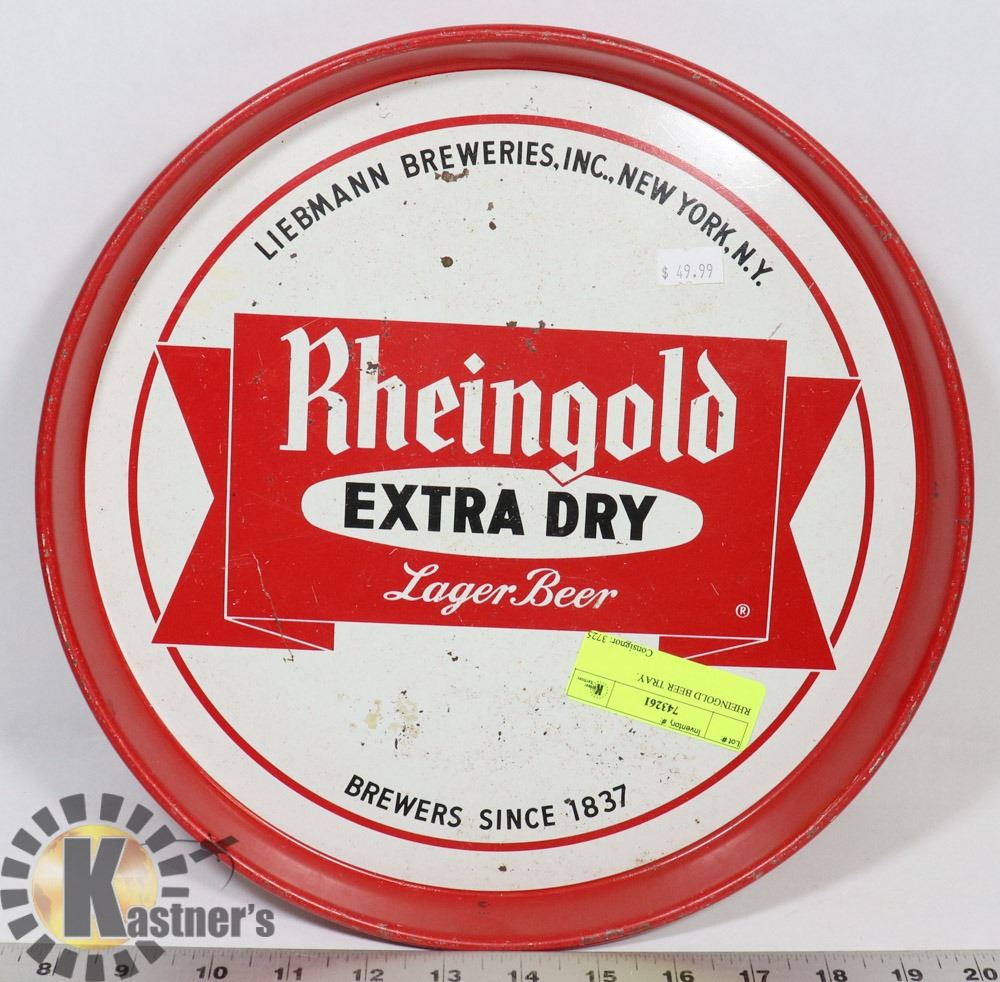 LIEBMANN BREWERIES, INC., NEW YORK, N.Y.
$ 49.99
Rheingold
EXTRA DRY
Lager Beer
®
Lot #
Inventory #
743261
RHEINGOLD BEER TRAY.
Consignor: 3725
BREWERS SINCE 1837
Kastner's
8 9 10 11 12 13 14 15 16 17 18 19 20